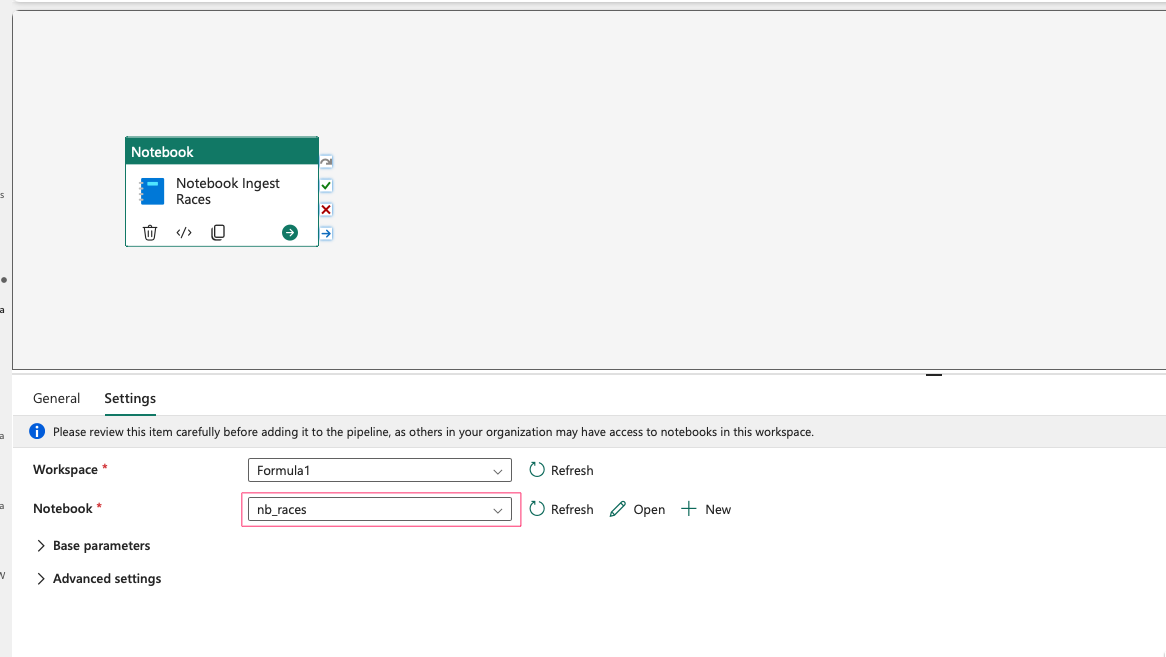 Notebook
Notebook Ingest
Races
</>
General
Settings
Please review this item carefully before adding it to the pipeline, as others in your organization may have access to notebooks in this workspace.
Workspace *
Formula1
Refresh
Notebook *
nb_races
Refresh
Open
New
Base parameters
Advanced settings